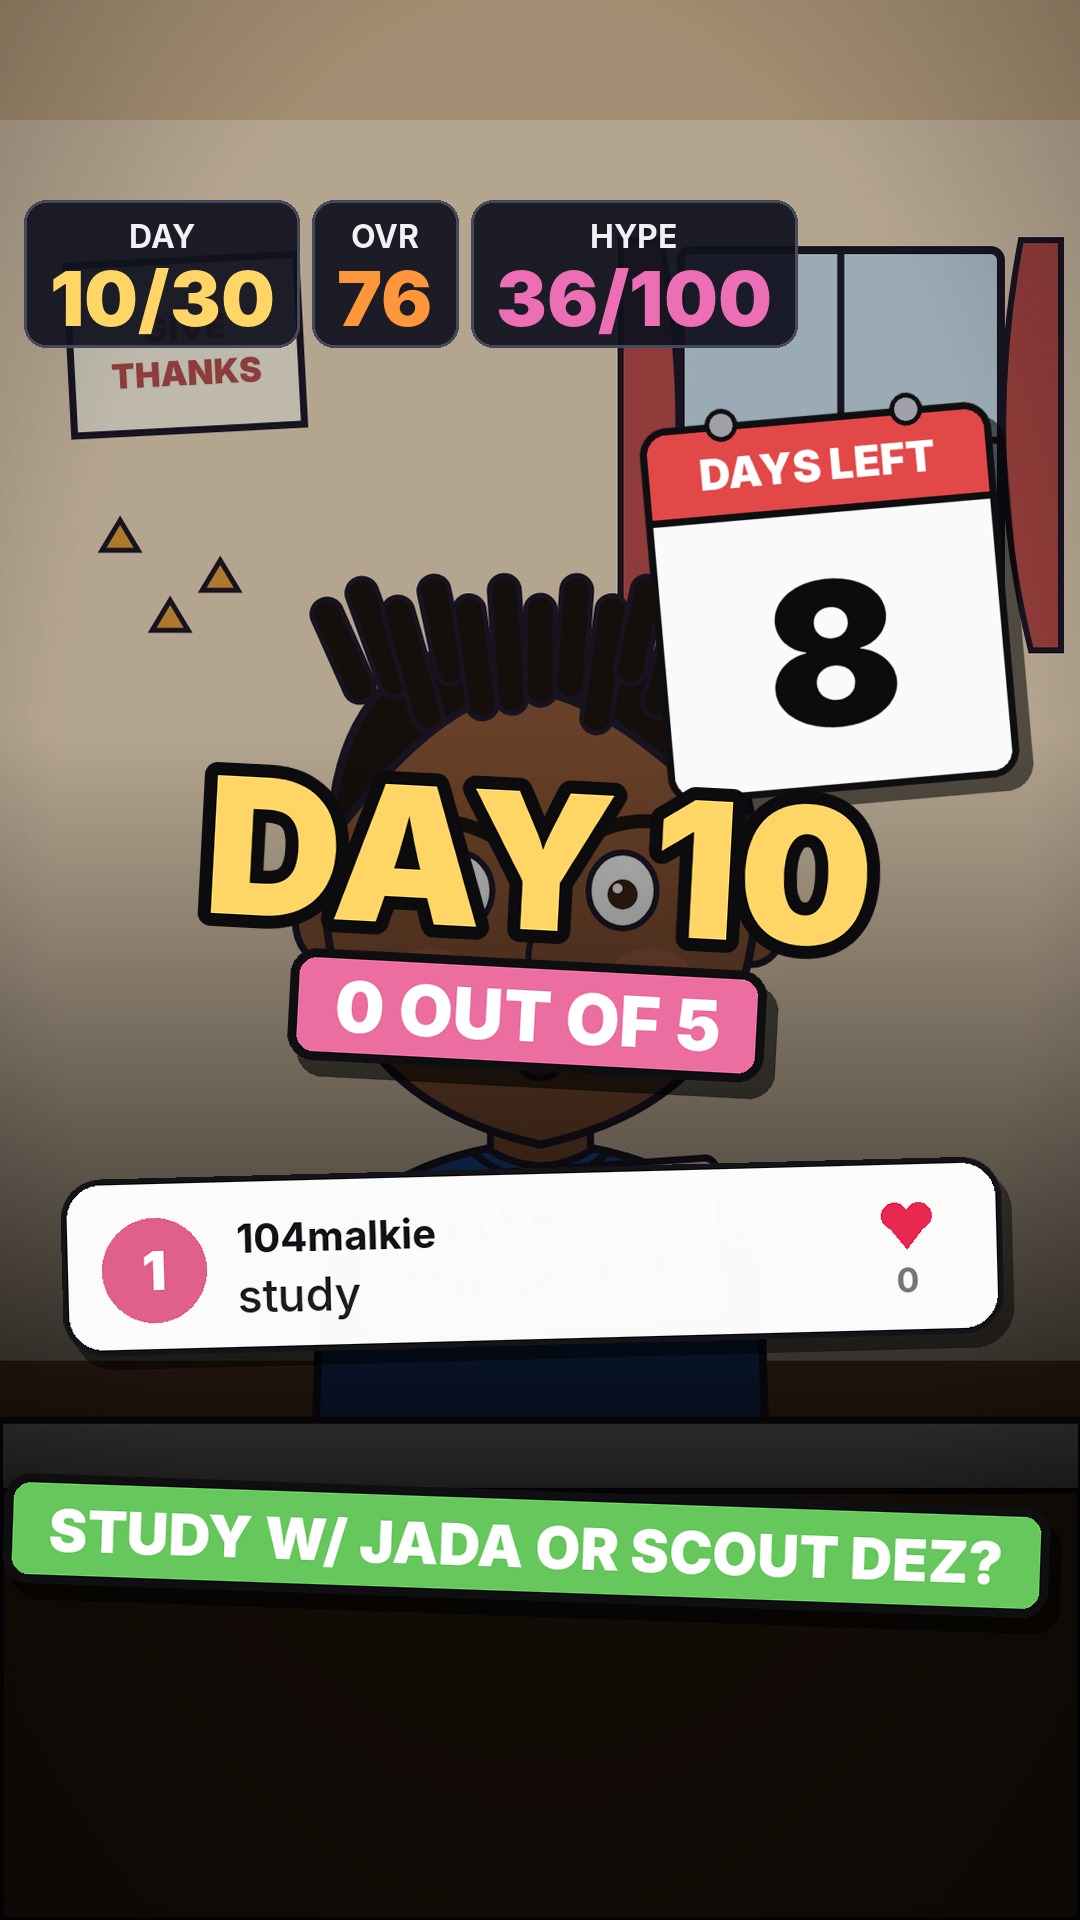 DAY
10/30
OVR
76
HYPE
36/100
GIVE
THANKS
DAYS LEFT
8
DAY 10
0 OUT OF 5
1
104malkie
study
0
STUDY W/ JADA OR SCOUT DEZ?